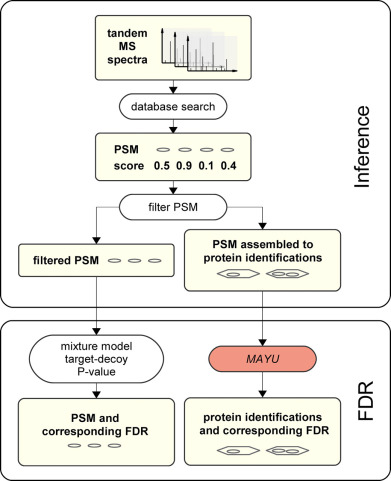 tandem
MS
spectra
database search
PSM
score 0.5 0.9 0.1 0.4
filter PSM
filtered PSM
PSM assembled to
protein identifications
Inference
mixture model
target-decoy
P-value
MAYU
PSM and
corresponding FDR
protein identifications
and corresponding FDR
FDR